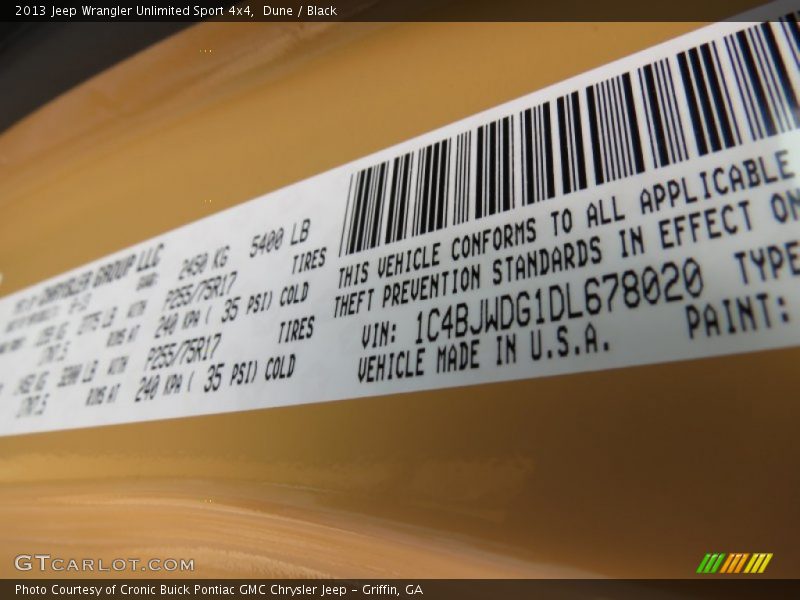 2013 Jeep Wrangler Unlimited Sport 4x4,  Dune / Black
CHRYSLER GROUP LLC
2450 KG 5400 LB
P255/75R17 TIRES
240 KPA ( 35 PSI) COLD
P255/75R17 TIRES
240 KPA ( 35 PSI) COLD
THIS VEHICLE CONFORMS TO ALL APPLICABLE
THEFT PREVENTION STANDARDS IN EFFECT ON
VIN: 1C4BJWDG1DL678020 TYPE
VEHICLE MADE IN U.S.A. PAINT:
GTCARLOT.COM
Photo Courtesy of Cronic Buick Pontiac GMC Chrysler Jeep – Griffin, GA